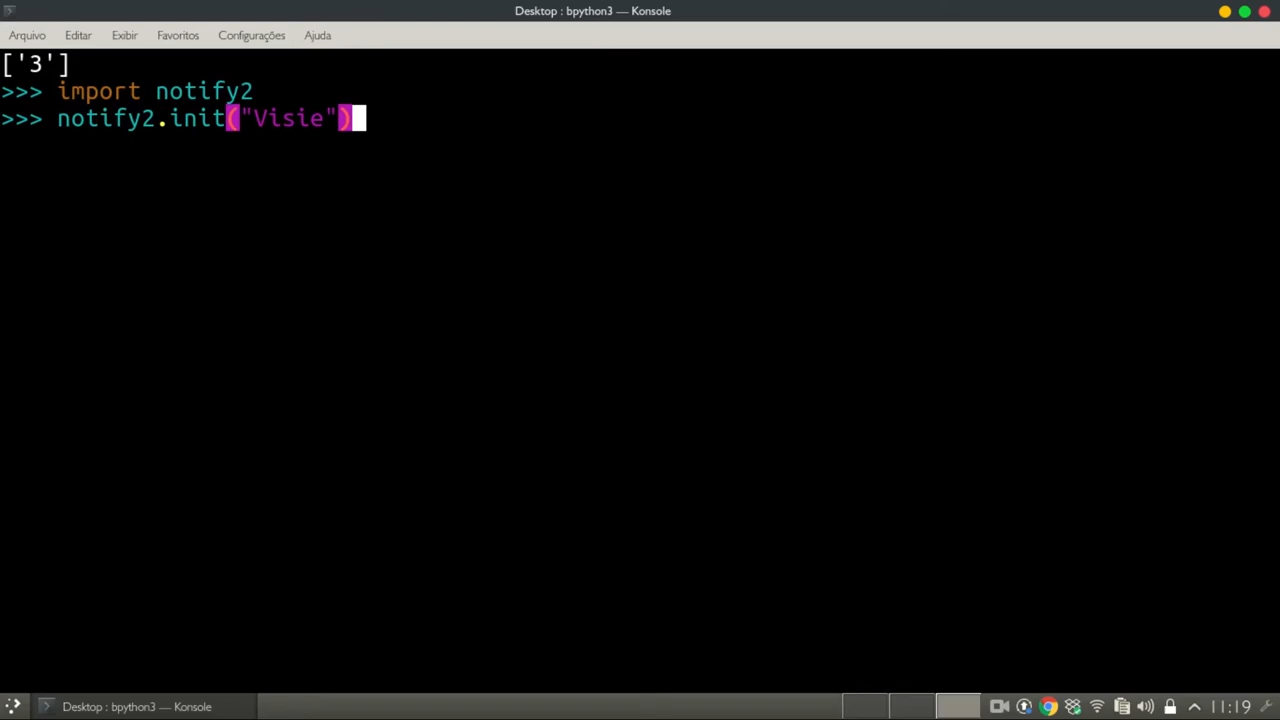 Desktop : bpython3 — Konsole
Arquivo Editar Exibir Favoritos Configurações Ajuda
['3']
>>> import notify2
>>> notify2.init("Visie")
Desktop : bpython3 — Konsole
11:19